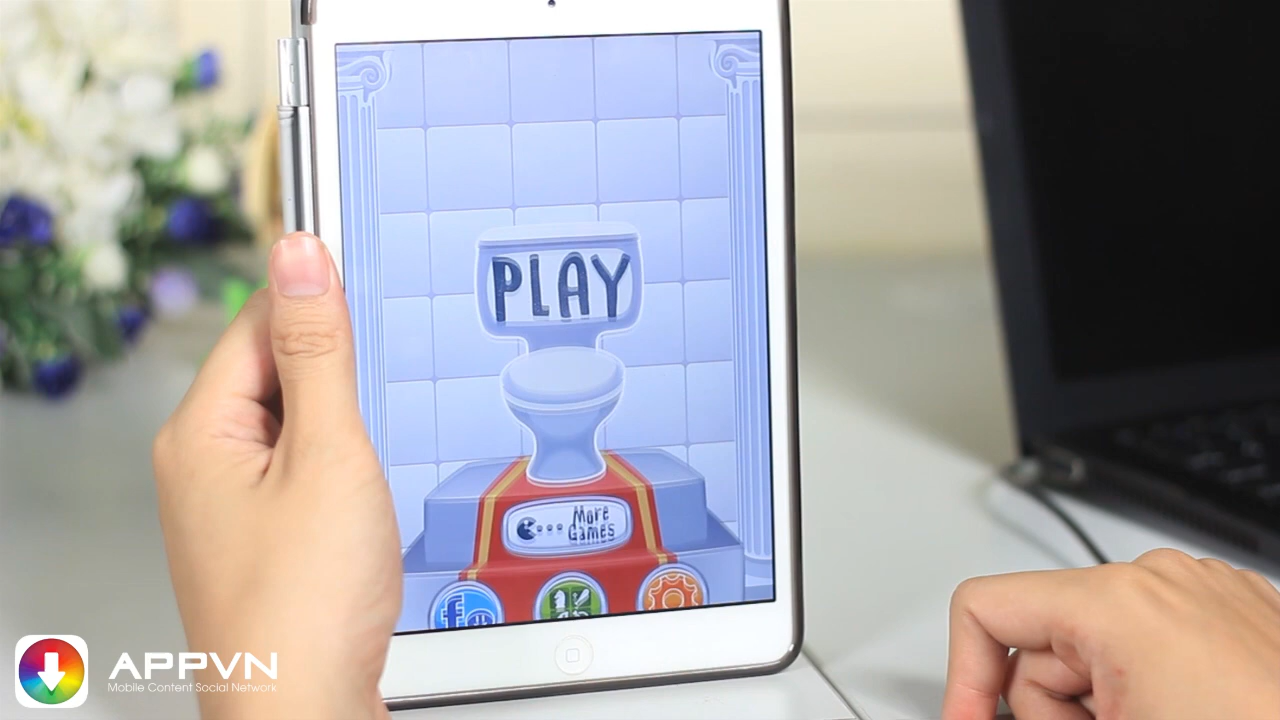 PLAY
More
Games
f
APPVN
Mobile Content Social Network